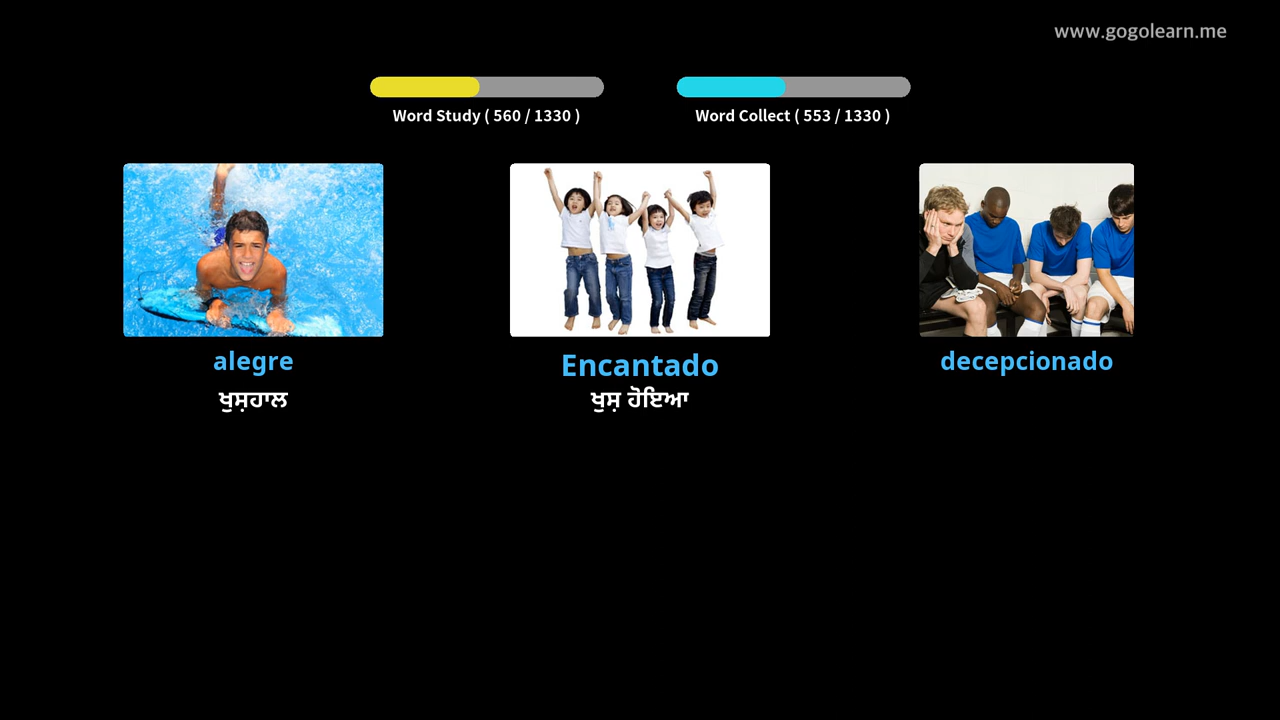 www.gogolearn.me
Word Study ( 560 / 1330 )
Word Collect ( 553 / 1330 )
alegre
Encantado
decepcionado
ਖੁਸ਼ਹਾਲ
ਖੁਸ਼ ਹੋਇਆ